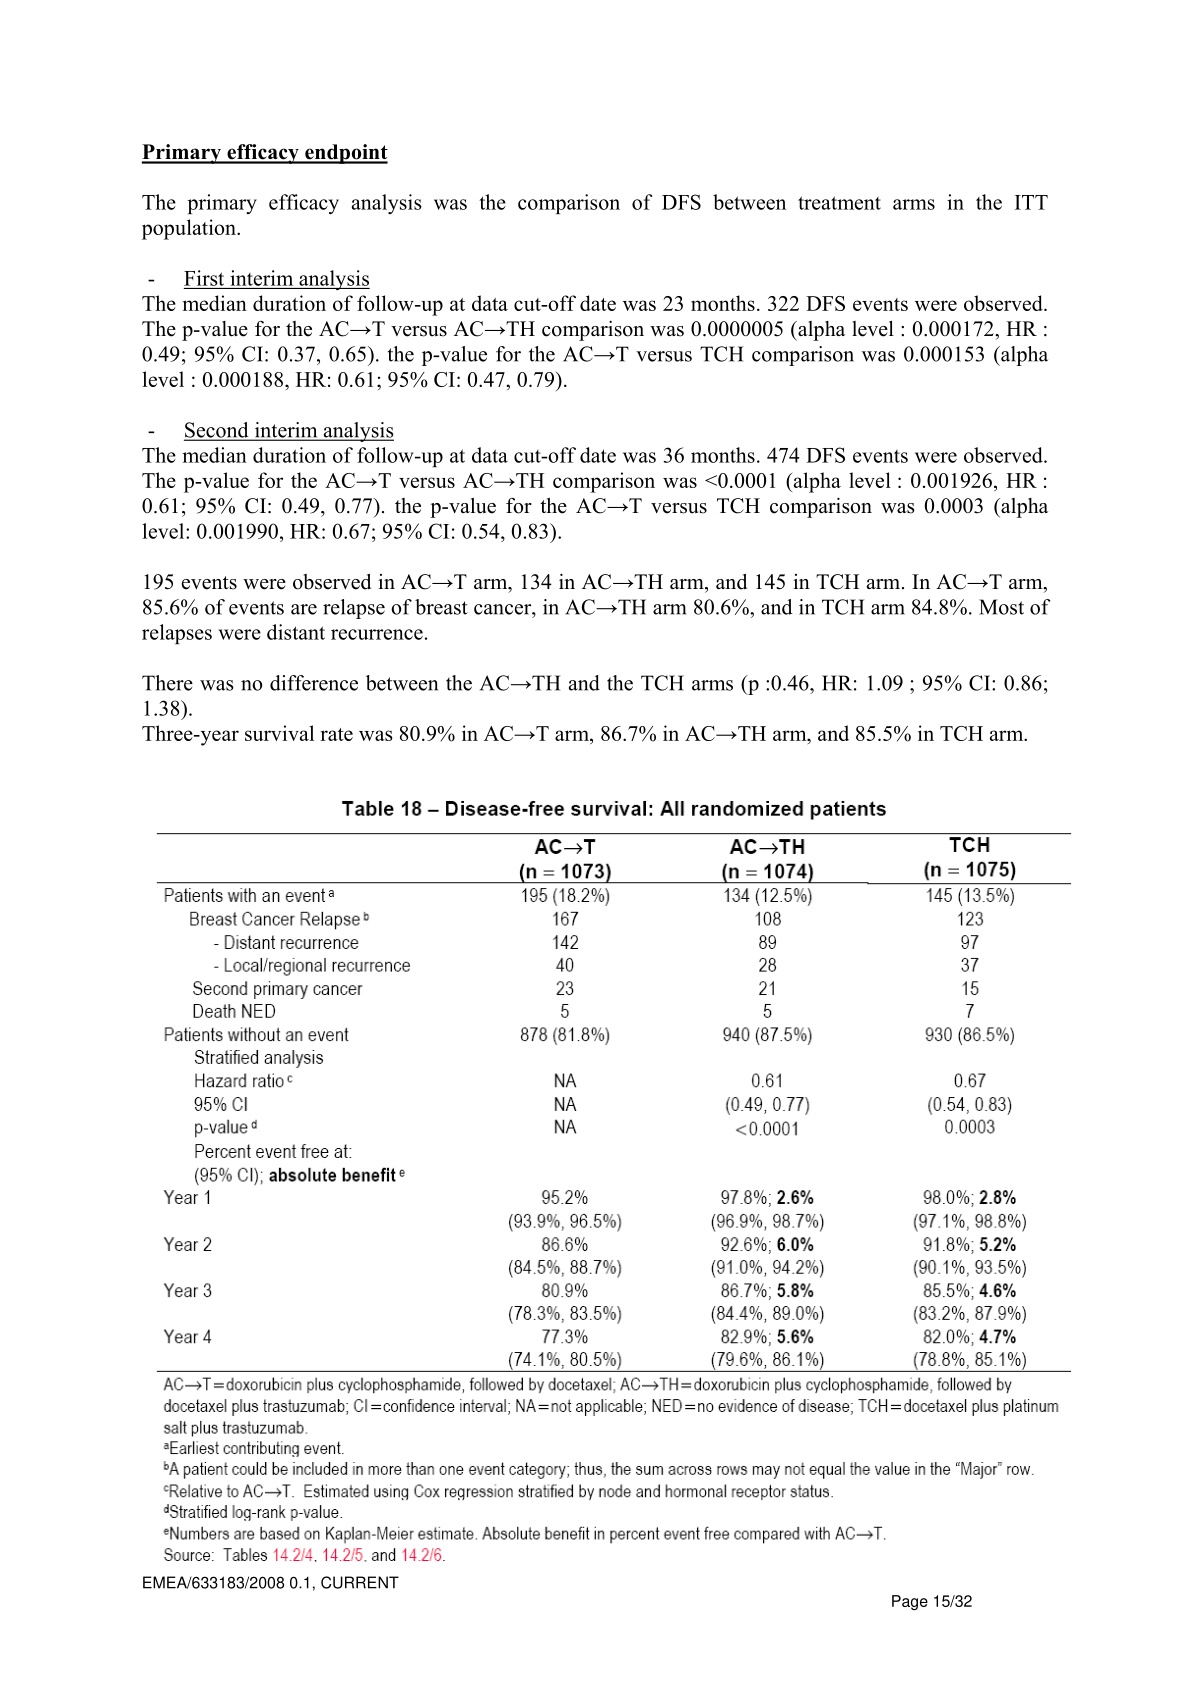 Primary efficacy endpoint
The primary efficacy analysis was the comparison of DFS between treatment arms in the ITT
population.
- First interim analysis
The median duration of follow-up at data cut-off date was 23 months. 322 DFS events were observed.
The p-value for the AC→T versus AC→TH comparison was 0.0000005 (alpha level : 0.000172, HR :
0.49; 95% CI: 0.37, 0.65). the p-value for the AC→T versus TCH comparison was 0.000153 (alpha
level : 0.000188, HR: 0.61; 95% CI: 0.47, 0.79).
- Second interim analysis
The median duration of follow-up at data cut-off date was 36 months. 474 DFS events were observed.
The p-value for the AC→T versus AC→TH comparison was <0.0001 (alpha level : 0.001926, HR :
0.61; 95% CI: 0.49, 0.77). the p-value for the AC→T versus TCH comparison was 0.0003 (alpha
level: 0.001990, HR: 0.67; 95% CI: 0.54, 0.83).
195 events were observed in AC→T arm, 134 in AC→TH arm, and 145 in TCH arm. In AC→T arm,
85.6% of events are relapse of breast cancer, in AC→TH arm 80.6%, and in TCH arm 84.8%. Most of
relapses were distant recurrence.
There was no difference between the AC→TH and the TCH arms (p :0.46, HR: 1.09 ; 95% CI: 0.86;
1.38).
Three-year survival rate was 80.9% in AC→T arm, 86.7% in AC→TH arm, and 85.5% in TCH arm.
Table 18 – Disease-free survival: All randomized patients
AC→T AC→TH TCH
(n = 1073) (n = 1074) (n = 1075)
Patients with an event a 195 (18.2%) 134 (12.5%) 145 (13.5%)
Breast Cancer Relapse b 167 108 123
- Distant recurrence 142 89 97
- Local/regional recurrence 40 28 37
Second primary cancer 23 21 15
Death NED 5 5 7
Patients without an event 878 (81.8%) 940 (87.5%) 930 (86.5%)
Stratified analysis
Hazard ratio c NA 0.61 0.67
95% CI NA (0.49, 0.77) (0.54, 0.83)
p-value d NA <0.0001 0.0003
Percent event free at:
(95% CI); absolute benefit e
Year 1 95.2% 97.8%; 2.6% 98.0%; 2.8%
(93.9%, 96.5%) (96.9%, 98.7%) (97.1%, 98.8%)
Year 2 86.6% 92.6%; 6.0% 91.8%; 5.2%
(84.5%, 88.7%) (91.0%, 94.2%) (90.1%, 93.5%)
Year 3 80.9% 86.7%; 5.8% 85.5%; 4.6%
(78.3%, 83.5%) (84.4%, 89.0%) (83.2%, 87.9%)
Year 4 77.3% 82.9%; 5.6% 82.0%; 4.7%
(74.1%, 80.5%) (79.6%, 86.1%) (78.8%, 85.1%)
AC→T=doxorubicin plus cyclophosphamide, followed by docetaxel; AC→TH=doxorubicin plus cyclophosphamide, followed by
docetaxel plus trastuzumab; CI=confidence interval; NA=not applicable; NED=no evidence of disease; TCH=docetaxel plus platinum
salt plus trastuzumab.
aEarliest contributing event.
bA patient could be included in more than one event category; thus, the sum across rows may not equal the value in the “Major” row.
cRelative to AC→T. Estimated using Cox regression stratified by node and hormonal receptor status.
dStratified log-rank p-value.
eNumbers are based on Kaplan-Meier estimate. Absolute benefit in percent event free compared with AC→T.
Source: Tables 14.2/4, 14.2/5, and 14.2/6.
EMEA/633183/2008 0.1, CURRENT
Page 15/32